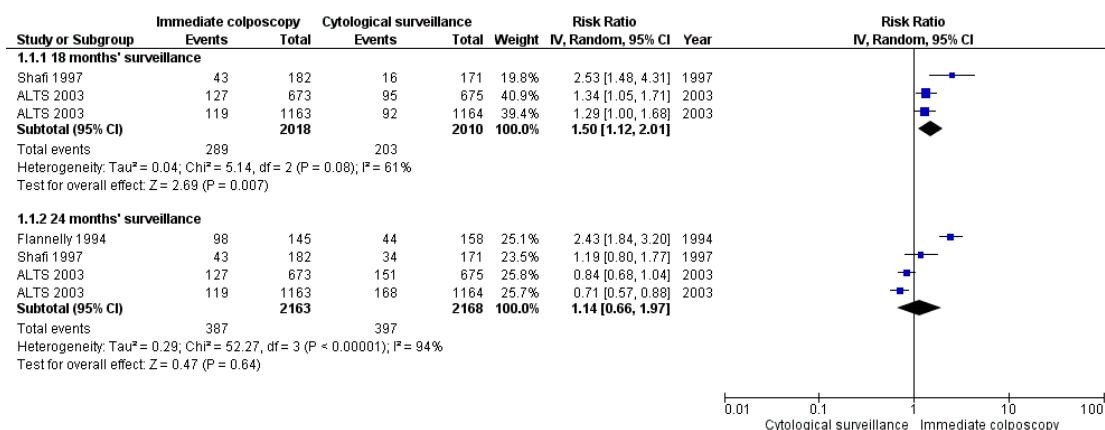 Immediate colposcopy Cytological surveillance Risk Ratio Risk Ratio
Study or Subgroup Events Total Events Total Weight IV, Random, 95% CI Year IV, Random, 95% CI
1.1.1 18 months' surveillance
Shafi 1997 43 182 16 171 19.8% 2.53 [1.48, 4.31] 1997
ALTS 2003 127 673 95 675 40.9% 1.34 [1.05, 1.71] 2003
ALTS 2003 119 1163 92 1164 39.4% 1.29 [1.00, 1.68] 2003
Subtotal (95% CI) 2018 2010 100.0% 1.50 [1.12, 2.01]
Total events 289 203
Heterogeneity: Tau² = 0.04; Chi² = 5.14, df = 2 (P = 0.08); I² = 61%
Test for overall effect: Z = 2.69 (P = 0.007)
1.1.2 24 months' surveillance
Flannelly 1994 98 145 44 158 25.1% 2.43 [1.84, 3.20] 1994
Shafi 1997 43 182 34 171 23.5% 1.19 [0.80, 1.77] 1997
ALTS 2003 127 673 151 675 25.8% 0.84 [0.68, 1.04] 2003
ALTS 2003 119 1163 168 1164 25.7% 0.71 [0.57, 0.88] 2003
Subtotal (95% CI) 2163 2168 100.0% 1.14 [0.66, 1.97]
Total events 387 397
Heterogeneity: Tau² = 0.29; Chi² = 52.27, df = 3 (P < 0.00001); I² = 94%
Test for overall effect: Z = 0.47 (P = 0.64)
0.01 0.1 1 10 100
Cytological surveillance Immediate colposcopy